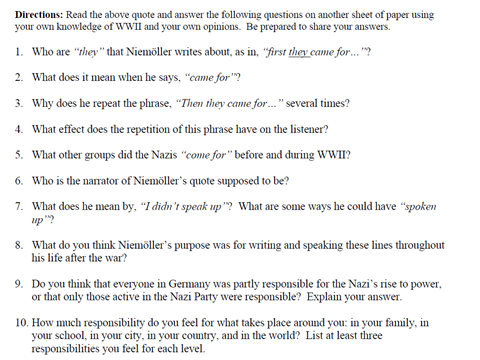 Directions: Read the above quote and answer the following questions on another sheet of paper using
your own knowledge of WWII and your own opinions. Be prepared to share your answers.
1. Who are “they” that Niemöller writes about, as in, “first they came for…”?
2. What does it mean when he says, “came for”?
3. Why does he repeat the phrase, “Then they came for…” several times?
4. What effect does the repetition of this phrase have on the listener?
5. What other groups did the Nazis “come for” before and during WWII?
6. Who is the narrator of Niemöller’s quote supposed to be?
7. What does he mean by, “I didn’t speak up”? What are some ways he could have “spoken
up”?
8. What do you think Niemöller’s purpose was for writing and speaking these lines throughout
his life after the war?
9. Do you think that everyone in Germany was partly responsible for the Nazi’s rise to power,
or that only those active in the Nazi Party were responsible? Explain your answer.
10. How much responsibility do you feel for what takes place around you: in your family, in
your school, in your city, in your country, and in the world? List at least three
responsibilities you feel for each level.